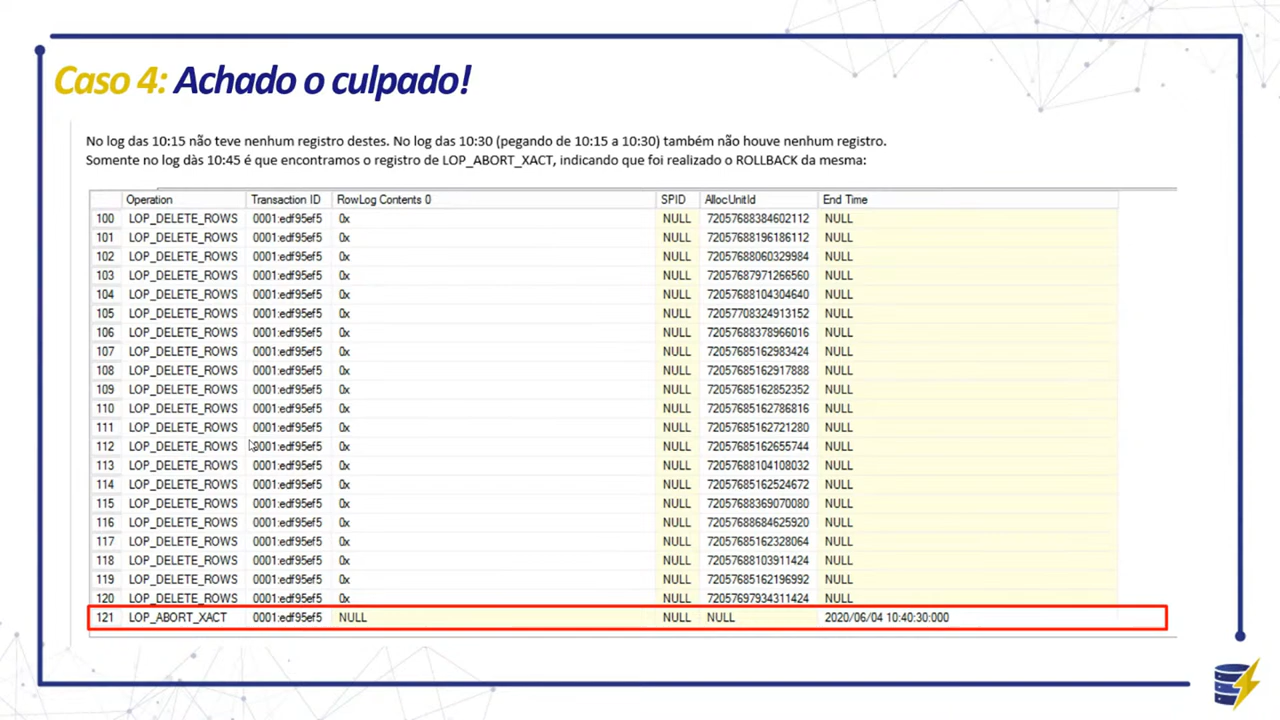 Caso 4: Achado o culpado!
No log das 10:15 não teve nenhum registro destes. No log das 10:30 (pegando de 10:15 a 10:30) também não houve nenhum registro.
Somente no log dàs 10:45 é que encontramos o registro de LOP_ABORT_XACT, indicando que foi realizado o ROLLBACK da mesma:
Operation Transaction ID RowLog Contents 0 SPID AllocUnitId End Time
100 LOP_DELETE_ROWS 0001:edf95ef5 0x NULL 72057688384602112 NULL
101 LOP_DELETE_ROWS 0001:edf95ef5 0x NULL 72057688196186112 NULL
102 LOP_DELETE_ROWS 0001:edf95ef5 0x NULL 72057688060329984 NULL
103 LOP_DELETE_ROWS 0001:edf95ef5 0x NULL 72057687971266560 NULL
104 LOP_DELETE_ROWS 0001:edf95ef5 0x NULL 72057688104304640 NULL
105 LOP_DELETE_ROWS 0001:edf95ef5 0x NULL 72057708324913152 NULL
106 LOP_DELETE_ROWS 0001:edf95ef5 0x NULL 72057688378966016 NULL
107 LOP_DELETE_ROWS 0001:edf95ef5 0x NULL 72057685162983424 NULL
108 LOP_DELETE_ROWS 0001:edf95ef5 0x NULL 72057685162917888 NULL
109 LOP_DELETE_ROWS 0001:edf95ef5 0x NULL 72057685162852352 NULL
110 LOP_DELETE_ROWS 0001:edf95ef5 0x NULL 72057685162786816 NULL
111 LOP_DELETE_ROWS 0001:edf95ef5 0x NULL 72057685162721280 NULL
112 LOP_DELETE_ROWS 0001:edf95ef5 0x NULL 72057685162655744 NULL
113 LOP_DELETE_ROWS 0001:edf95ef5 0x NULL 72057688104108032 NULL
114 LOP_DELETE_ROWS 0001:edf95ef5 0x NULL 72057685162524672 NULL
115 LOP_DELETE_ROWS 0001:edf95ef5 0x NULL 72057688369070080 NULL
116 LOP_DELETE_ROWS 0001:edf95ef5 0x NULL 72057688684625920 NULL
117 LOP_DELETE_ROWS 0001:edf95ef5 0x NULL 72057685162328064 NULL
118 LOP_DELETE_ROWS 0001:edf95ef5 0x NULL 72057688103911424 NULL
119 LOP_DELETE_ROWS 0001:edf95ef5 0x NULL 72057685162196992 NULL
120 LOP_DELETE_ROWS 0001:edf95ef5 0x NULL 72057697934311424 NULL
121 LOP_ABORT_XACT 0001:edf95ef5 NULL NULL NULL 2020/06/04 10:40:30:000